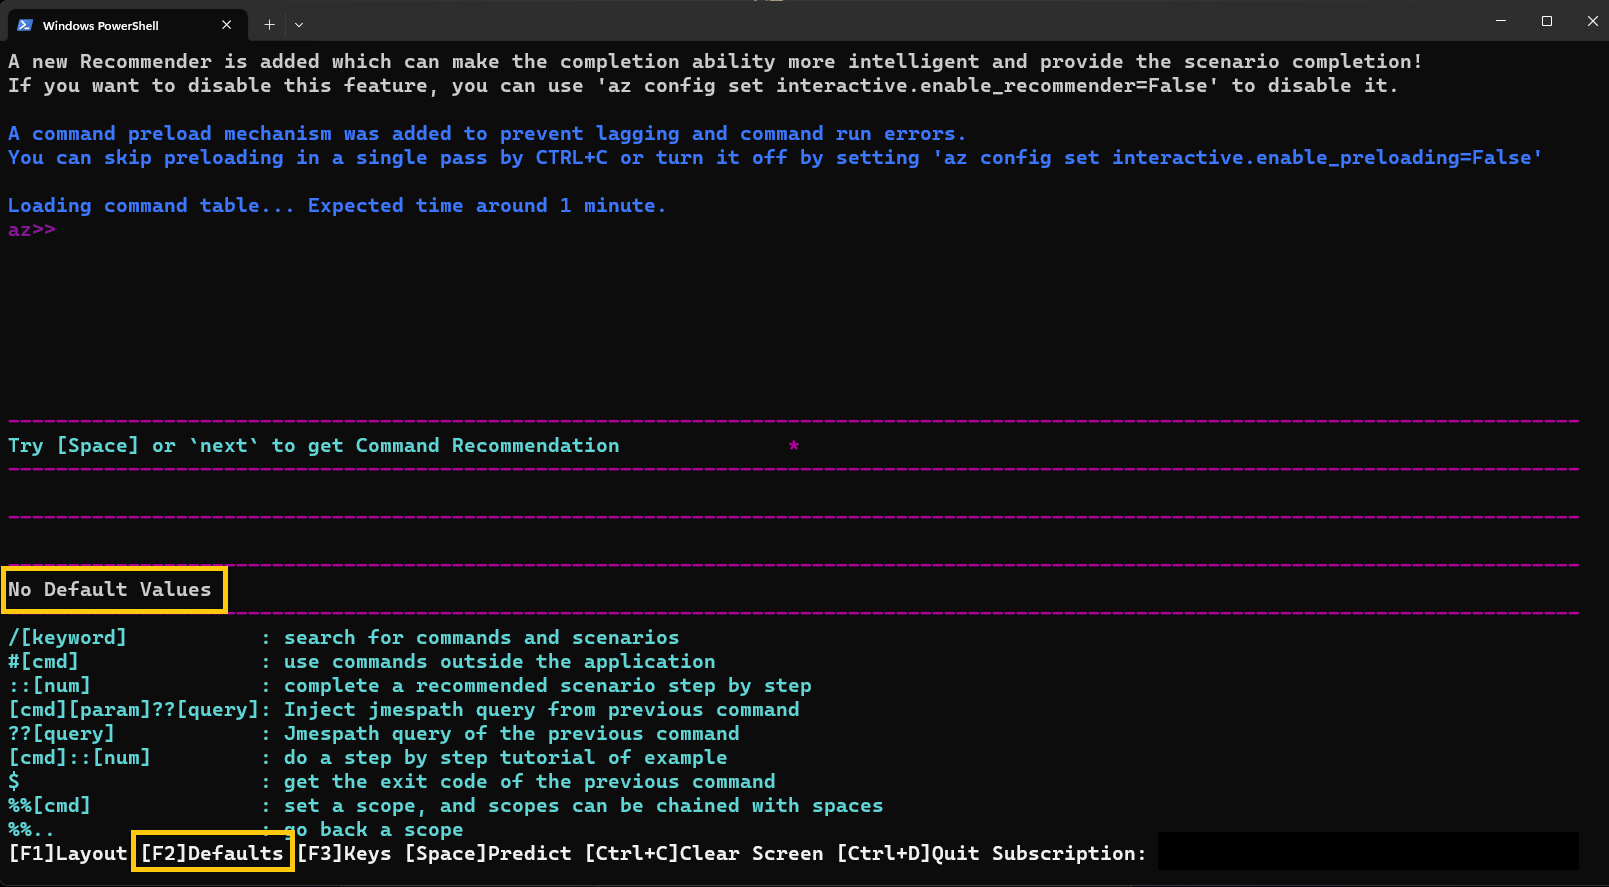 Windows PowerShell
A new Recommender is added which can make the completion ability more intelligent and provide the scenario completion!
If you want to disable this feature, you can use 'az config set interactive.enable_recommender=False' to disable it.
A command preload mechanism was added to prevent lagging and command run errors.
You can skip preloading in a single pass by CTRL+C or turn it off by setting 'az config set interactive.enable_preloading=False'
Loading command table... Expected time around 1 minute.
az>>
Try [Space] or `next` to get Command Recommendation *
No Default Values
/[keyword] : search for commands and scenarios
#[cmd] : use commands outside the application
::[num] : complete a recommended scenario step by step
[cmd][param]??[query]: Inject jmespath query from previous command
??[query] : Jmespath query of the previous command
[cmd]::[num] : do a step by step tutorial of example
$ : get the exit code of the previous command
%%[cmd] : set a scope, and scopes can be chained with spaces
%%.. : go back a scope
[F1]Layout [F2]Defaults [F3]Keys [Space]Predict [Ctrl+C]Clear Screen [Ctrl+D]Quit Subscription: